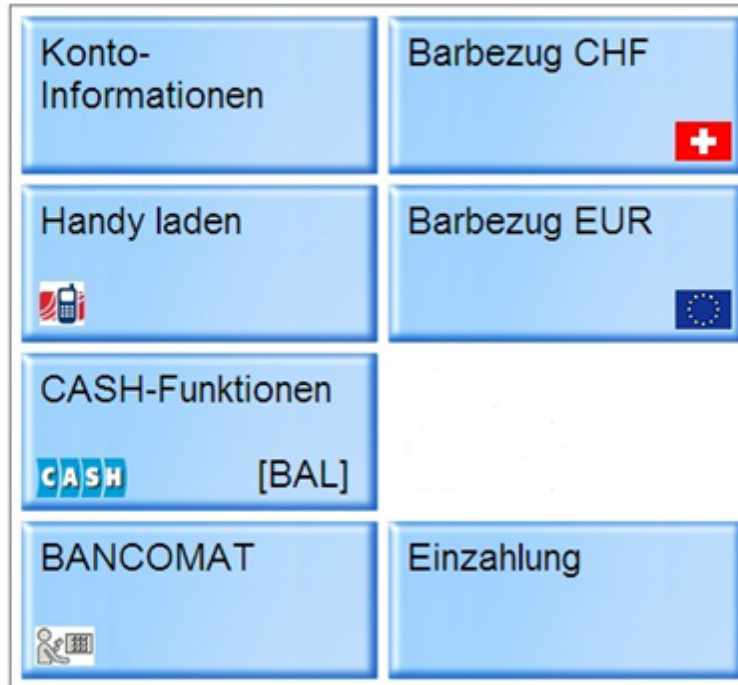 Konto-
Informationen
Barbezug CHF
Handy laden
Barbezug EUR
CASH-Funktionen
CASH
[BAL]
BANCOMAT
Einzahlung